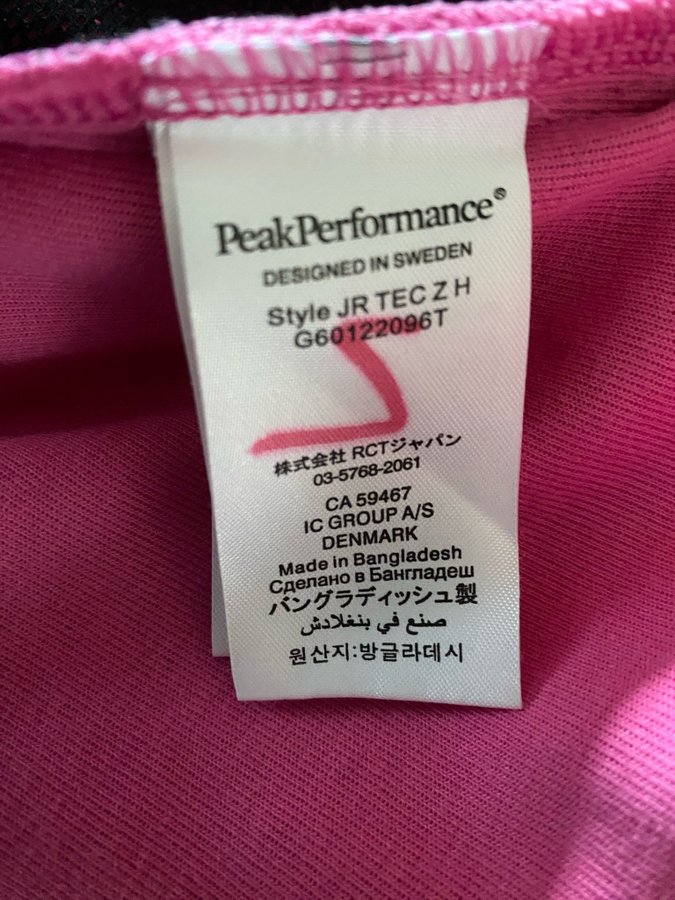 PeakPerformance®
DESIGNED IN SWEDEN
Style JR TEC Z H
G60122096T
株式会社 RCTジャパン
03-5768-2061
CA 59467
IC GROUP A/S
DENMARK
Made in Bangladesh
Сделано в Бангладеш
バングラディッシュ製
صنع في بنغلادش
원산지:방글라데시